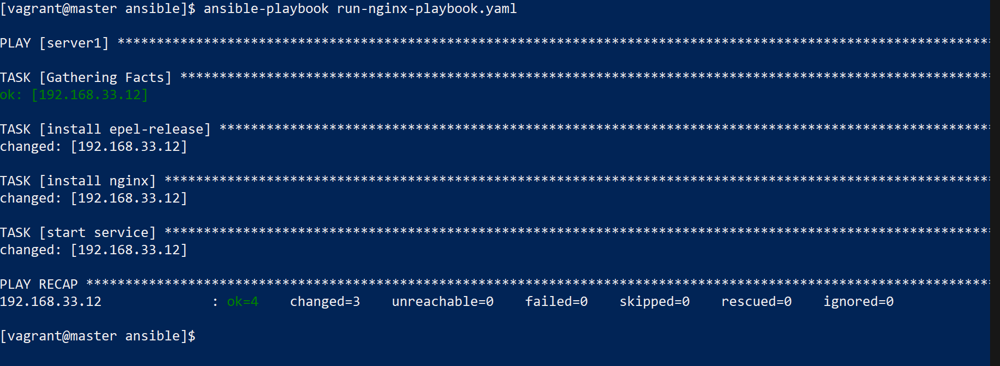 [vagrant@master ansible]$ ansible-playbook run-nginx-playbook.yaml
PLAY [server1] ****************************************************************************************************************
TASK [Gathering Facts] ********************************************************************************************************
ok: [192.168.33.12]
TASK [install epel-release] ***************************************************************************************************
changed: [192.168.33.12]
TASK [install nginx] **********************************************************************************************************
changed: [192.168.33.12]
TASK [start service] **********************************************************************************************************
changed: [192.168.33.12]
PLAY RECAP ********************************************************************************************************************
192.168.33.12              : ok=4    changed=3    unreachable=0    failed=0    skipped=0    rescued=0    ignored=0
[vagrant@master ansible]$